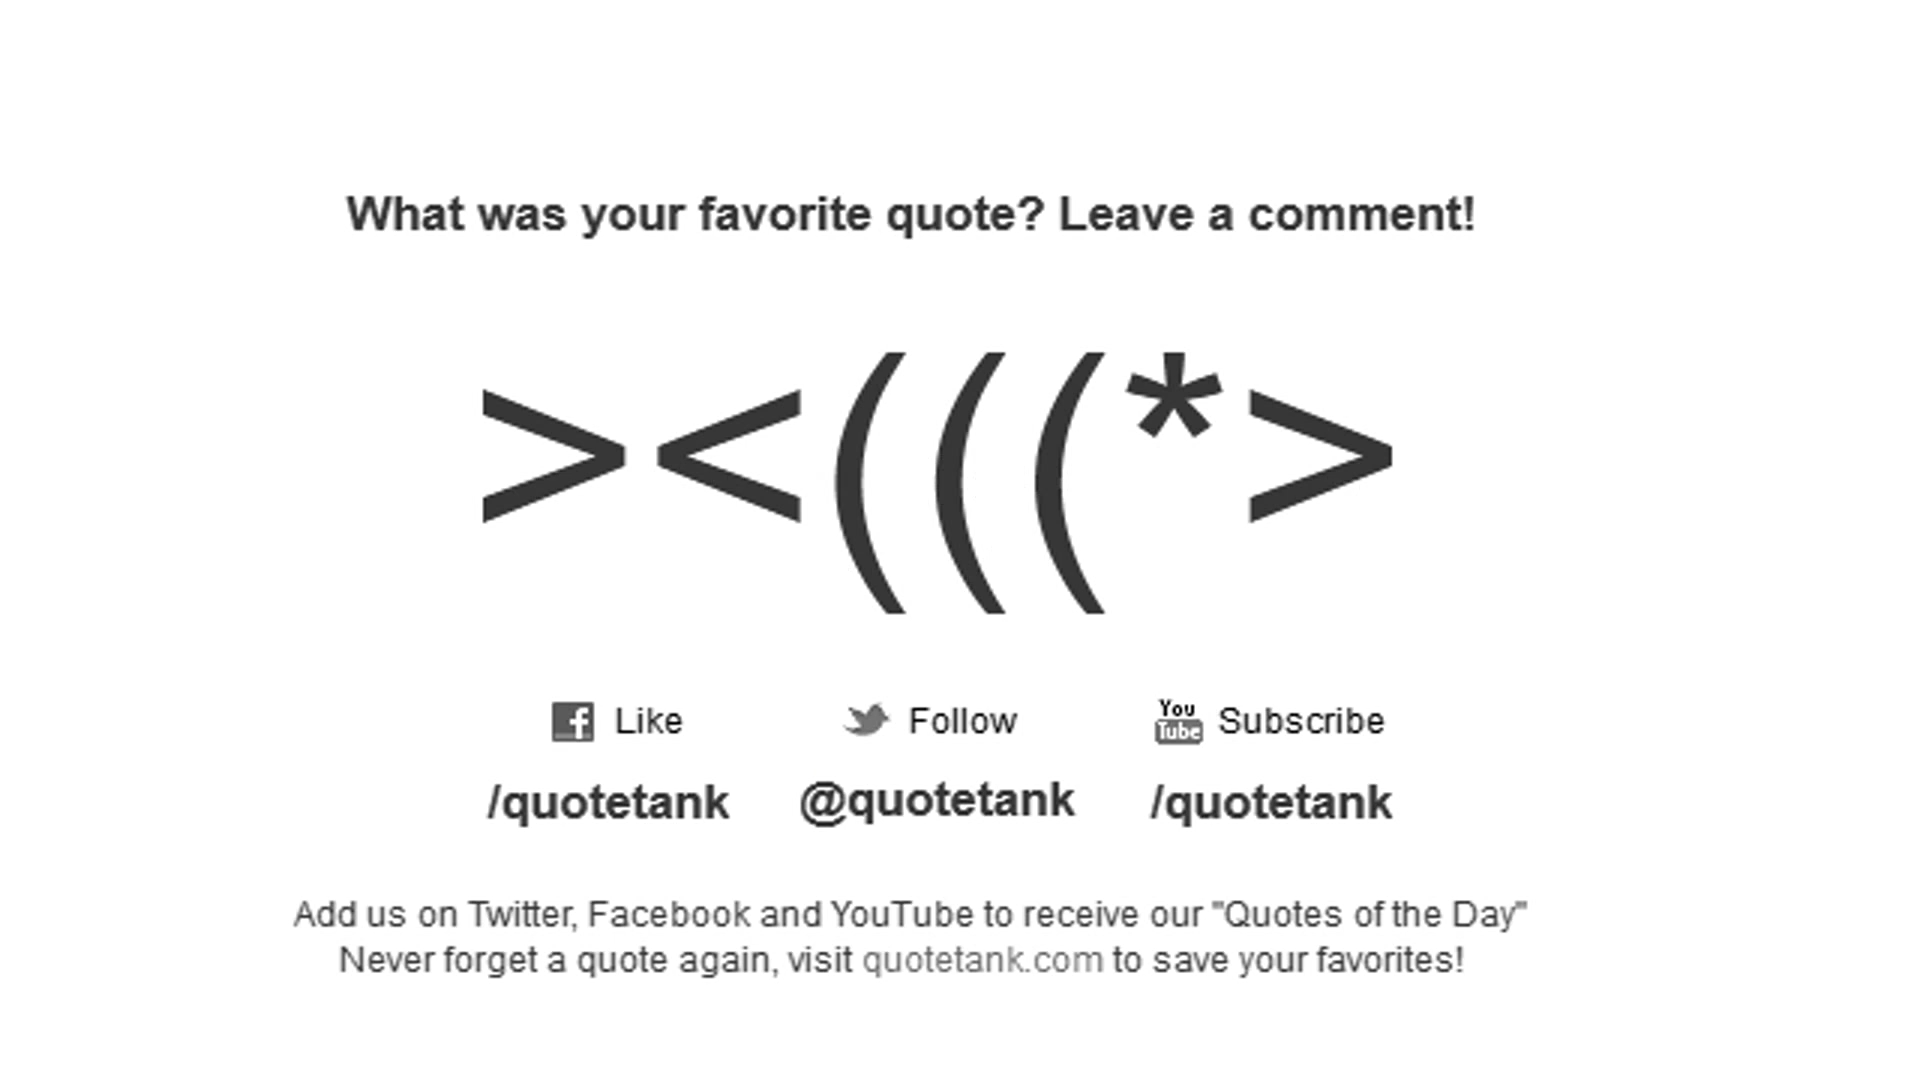 What was your favorite quote? Leave a comment!
><(((*>
f Like Follow You Tube Subscribe
/quotetank @quotetank /quotetank
Add us on Twitter, Facebook and YouTube to receive our "Quotes of the Day"
Never forget a quote again, visit quotetank.com to save your favorites!